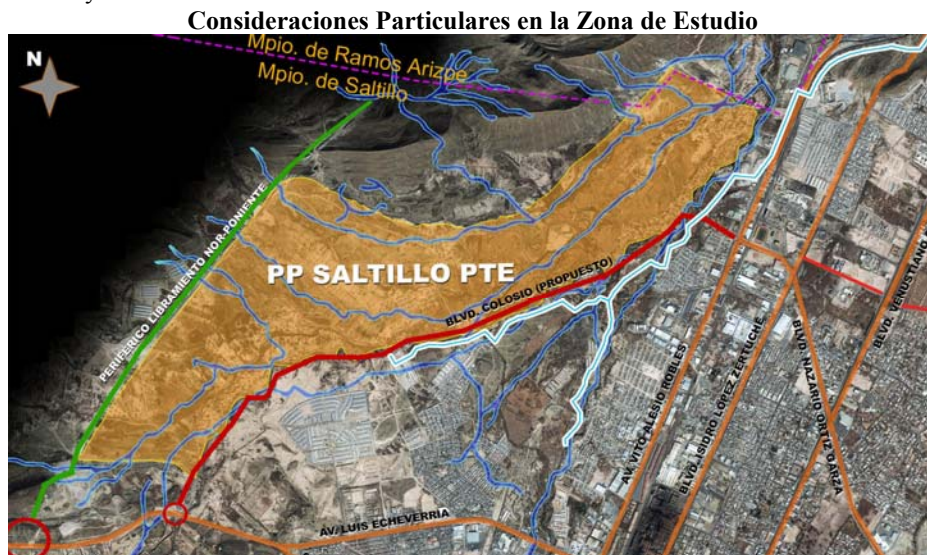 Consideraciones Particulares en la Zona de Estudio
N
Mpio. de Ramos Arizpe
Mpio. de Saltillo
PERIFERICO LIBRAMIENTO NOR-PONIENTE
PP SALTILLO PTE
BLVD. COLOSIO (PROPUESTO)
AV. VITO ALESIO ROBLES
BLVD. ISIDRO LOPEZ ZERTUCHE
BLVD. NAZARIO ORTIZ GARZA
BLVD. VENUSTIANO
AV. LUIS ECHEVERRIA